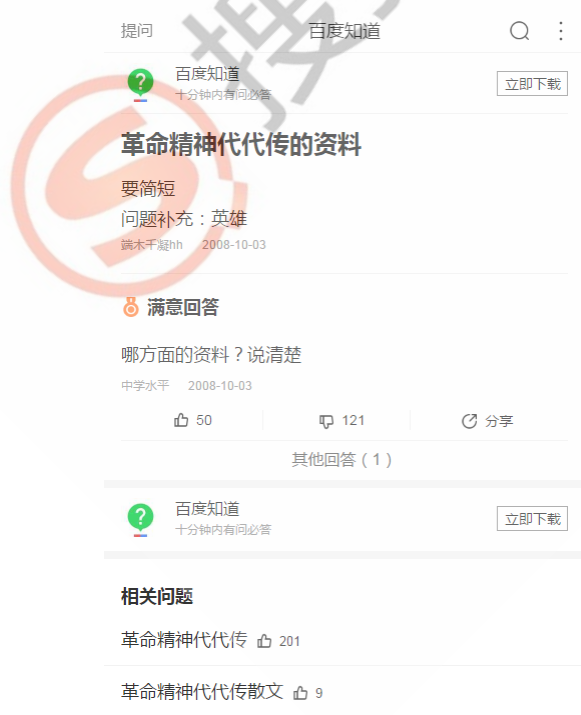 提问
百度知道
百度知道
十分钟内有问必答
立即下载
革命精神代代传的资料
要简短
问题补充：英雄
端木千凝hh 2008-10-03
满意回答
哪方面的资料？说清楚
中学水平 2008-10-03
50 121 分享
其他回答（1）
百度知道
十分钟内有问必答
立即下载
相关问题
革命精神代代传 201
革命精神代代传散文 9